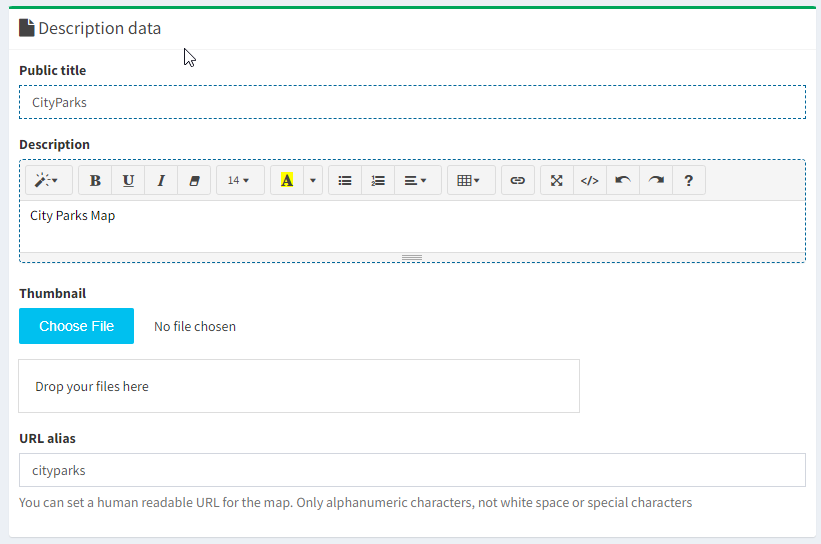 Description data
Public title
CityParks
Description
B U I 14 A </> ?
City Parks Map
Thumbnail
Choose File No file chosen
Drop your files here
URL alias
cityparks
You can set a human readable URL for the map. Only alphanumeric characters, not white space or special characters